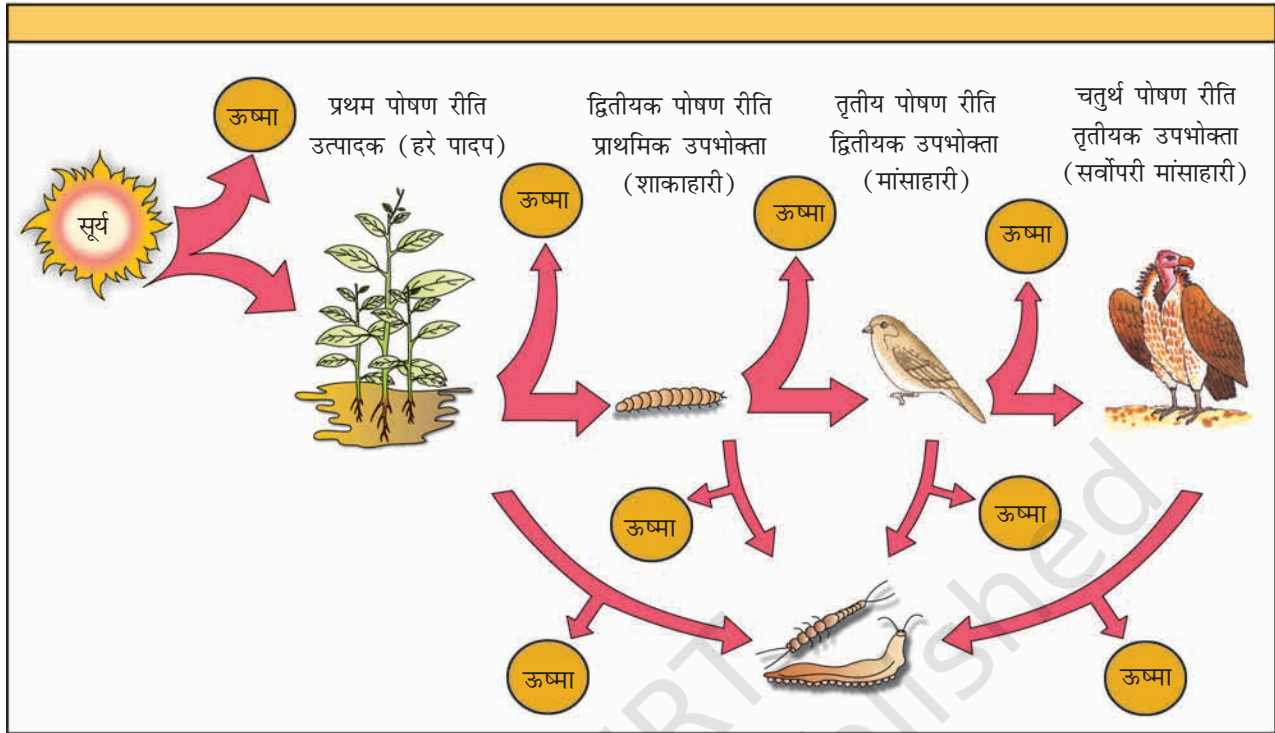 ऊष्मा
प्रथम पोषण रीति
उत्पादक (हरे पादप)
द्वितीयक पोषण रीति
प्राथमिक उपभोक्ता
(शाकाहारी)
तृतीय पोषण रीति
द्वितीयक उपभोक्ता
(मांसाहारी)
चतुर्थ पोषण रीति
तृतीयक उपभोक्ता
(सर्वोपरी मांसाहारी)
सूर्य
ऊष्मा
ऊष्मा
ऊष्मा
ऊष्मा
ऊष्मा
ऊष्मा
ऊष्मा